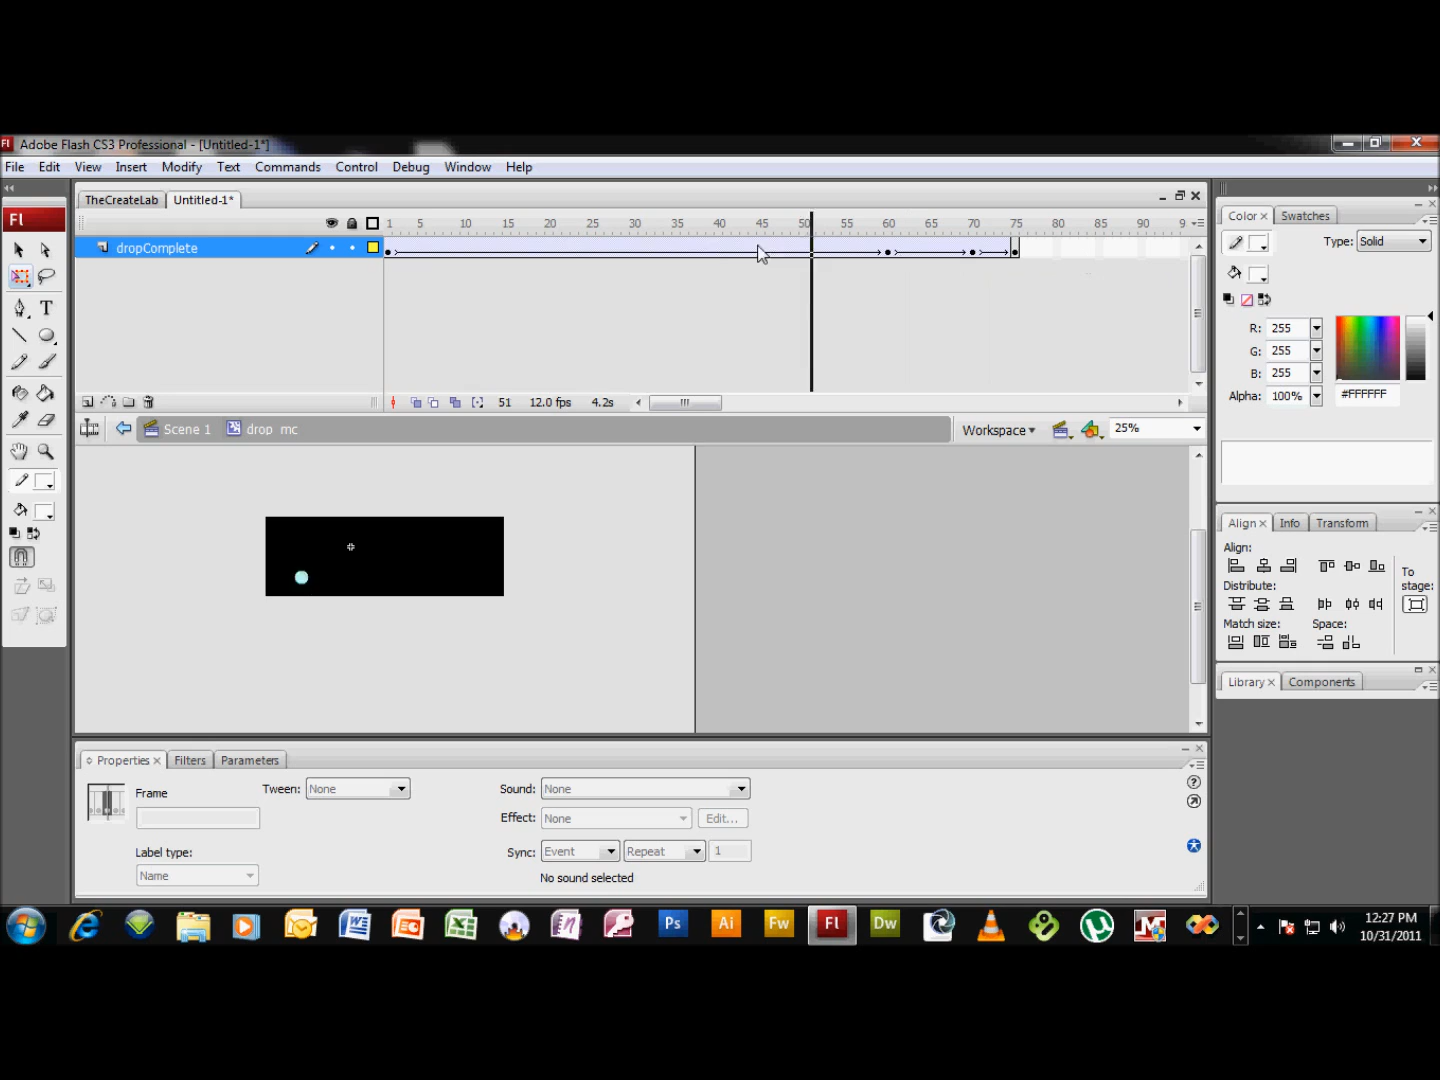 Fl Adobe Flash CS3 Professional - [Untitled-1*]
File Edit View Insert Modify Text Commands Control Debug Window Help
Fl
TheCreateLab Untitled-1*
1 5 10 15 20 25 30 35 40 45 50 55 60 65 70 75 80 85 90 9
dropComplete
51 12.0 fps 4.2s
Scene 1 drop mc
Workspace 25%
Color Swatches
Type: Solid
R: 255
G: 255
B: 255
Alpha: 100% #FFFFFF
Align Info Transform
Align:
To stage:
Distribute:
Match size: Space:
Library Components
Properties Filters Parameters
Frame
Tween: None
Sound: None
Effect: None Edit...
Label type:
Name
Sync: Event Repeat 1
No sound selected
Ps Ai Fw Fl Dw
12:27 PM
10/31/2011